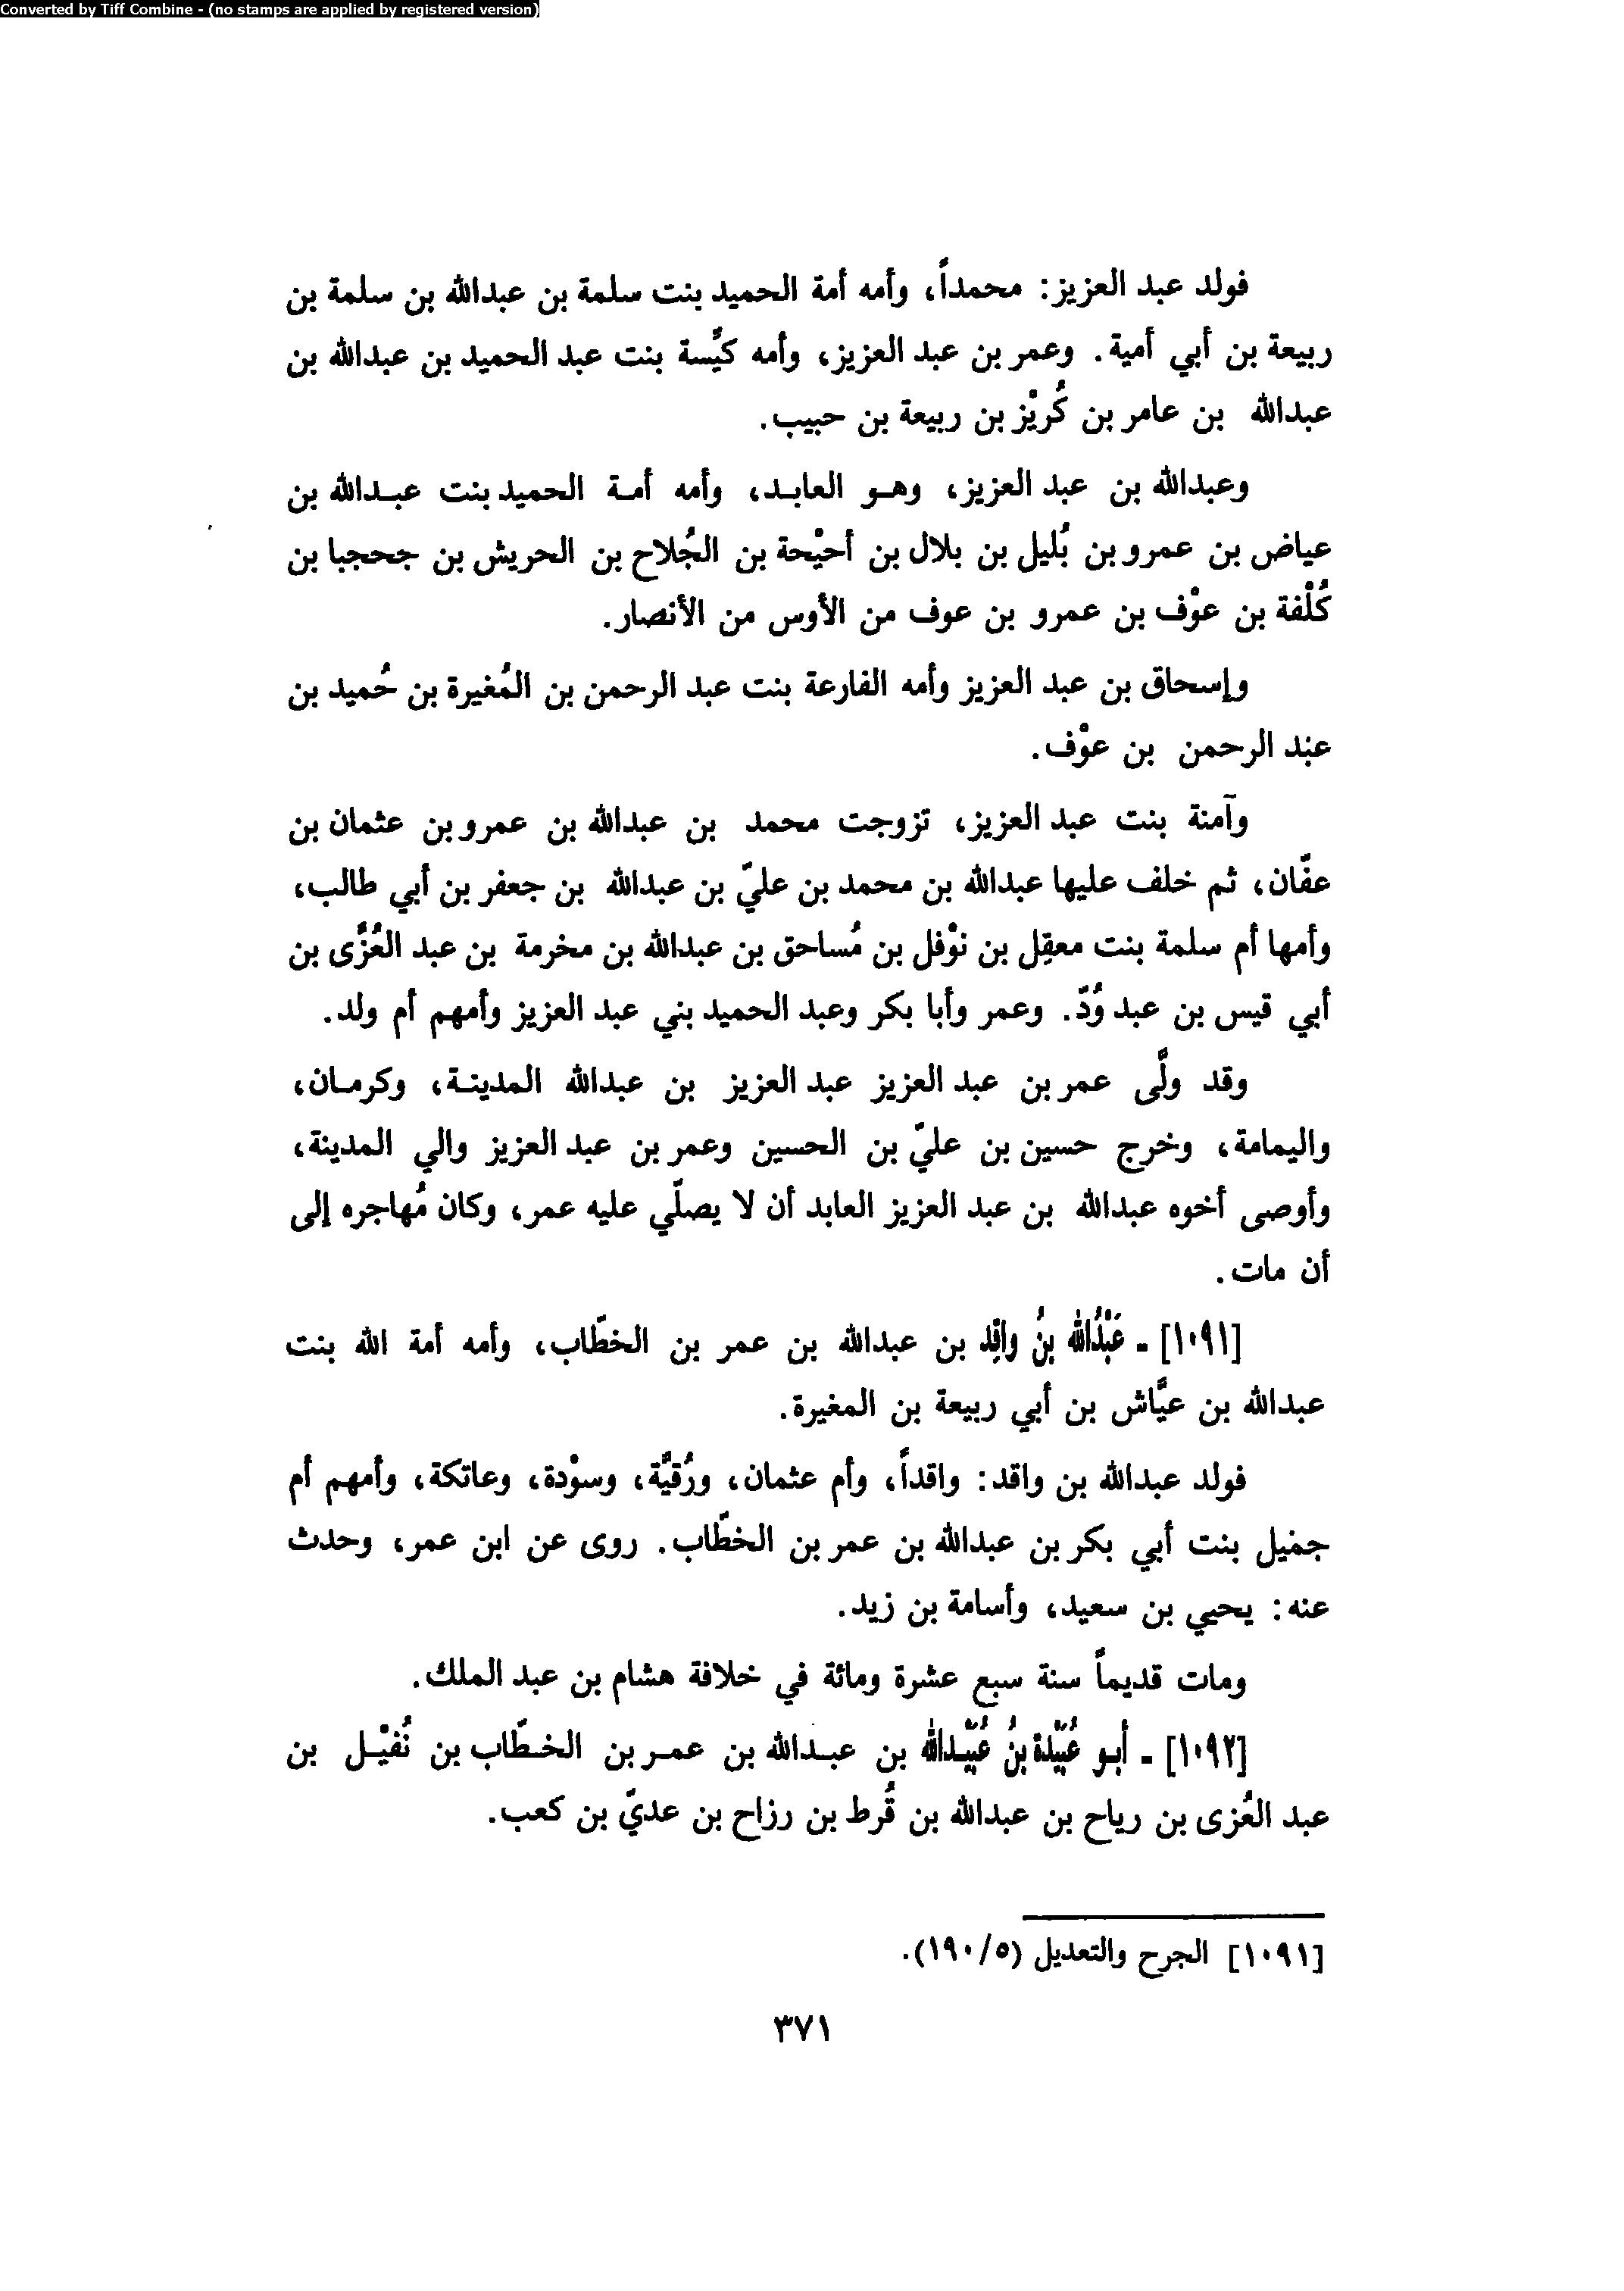 Converted by Tiff Combine - (no stamps are applied by registered version)
فولد عبد العزيز: محمداً، وأمه أمة الحميد بنت سلمة بن عبدالله بن سلمة بن
ربيعة بن أبي أمية. وعمر بن عبد العزيز، وأمه كيِّسة بنت عبد الحميد بن عبدالله بن
عبدالله بن عامر بن كُريْز بن ربيعة بن حبيب.
وعبدالله بن عبد العزيز، وهو العابد، وأمه أمة الحميد بنت عبدالله بن
عياض بن عمرو بن بُليل بن بلال بن أحيْحة بن الجُلاح بن الحريش بن جحجبا بن
كُلْفة بن عوْف بن عمرو بن عوف من الأوس من الأنصار.
وإسحاق بن عبد العزيز وأمه الفارعة بنت عبد الرحمن بن المُغيرة بن حُميد بن
عبْد الرحمن بن عوْف.
وآمنة بنت عبد العزيز، تزوجت محمد بن عبدالله بن عمرو بن عثمان بن
عفّان، ثم خلف عليها عبدالله بن محمد بن عليّ بن عبدالله بن جعفر بن أبي طالب،
وأمها أم سلمة بنت معقِل بن نوْفل بن مُساحق بن عبدالله بن مخرمة بن عبد العُزَّى بن
أبي قيس بن عبد وُدّ. وعمر وأبا بكر وعبد الحميد بني عبد العزيز وأمهم أم ولد.
وقد ولَّى عمر بن عبد العزيز عبد العزيز بن عبدالله المدينة، وكرمان،
واليمامة، وخرج حسين بن عليّ بن الحسين وعمر بن عبد العزيز والي المدينة،
وأوصى أخوه عبدالله بن عبد العزيز العابد أن لا يصلّي عليه عمر، وكان مُهاجره إلى
أن مات.
[١٠٩١] - عَبْدُالله بنُ واقِد بن عبدالله بن عمر بن الخطّاب، وأمه أمة الله بنت
عبدالله بن عيَّاش بن أبي ربيعة بن المغيرة.
فولد عبدالله بن واقد: واقداً، وأم عثمان، ورُقيَّة، وسوْدة، وعاتكة، وأمهم أم
جميل بنت أبي بكر بن عبدالله بن عمر بن الخطّاب. روى عن ابن عمر، وحدث
عنه: يحيي بن سعيد، وأسامة بن زيد.
ومات قديماً سنة سبع عشرة ومائة في خلافة هشام بن عبد الملك.
[١٠٩٢] - أبو عُبَيْدة بنُ عُبَيْدالله بن عبدالله بن عمر بن الخطّاب بن نُفيْل بن
عبد العُزى بن رياح بن عبدالله بن قُرط بن رزاح بن عديّ بن كعب.
[١٠٩١] الجرح والتعديل (١٩٠/٥).
٣٧١